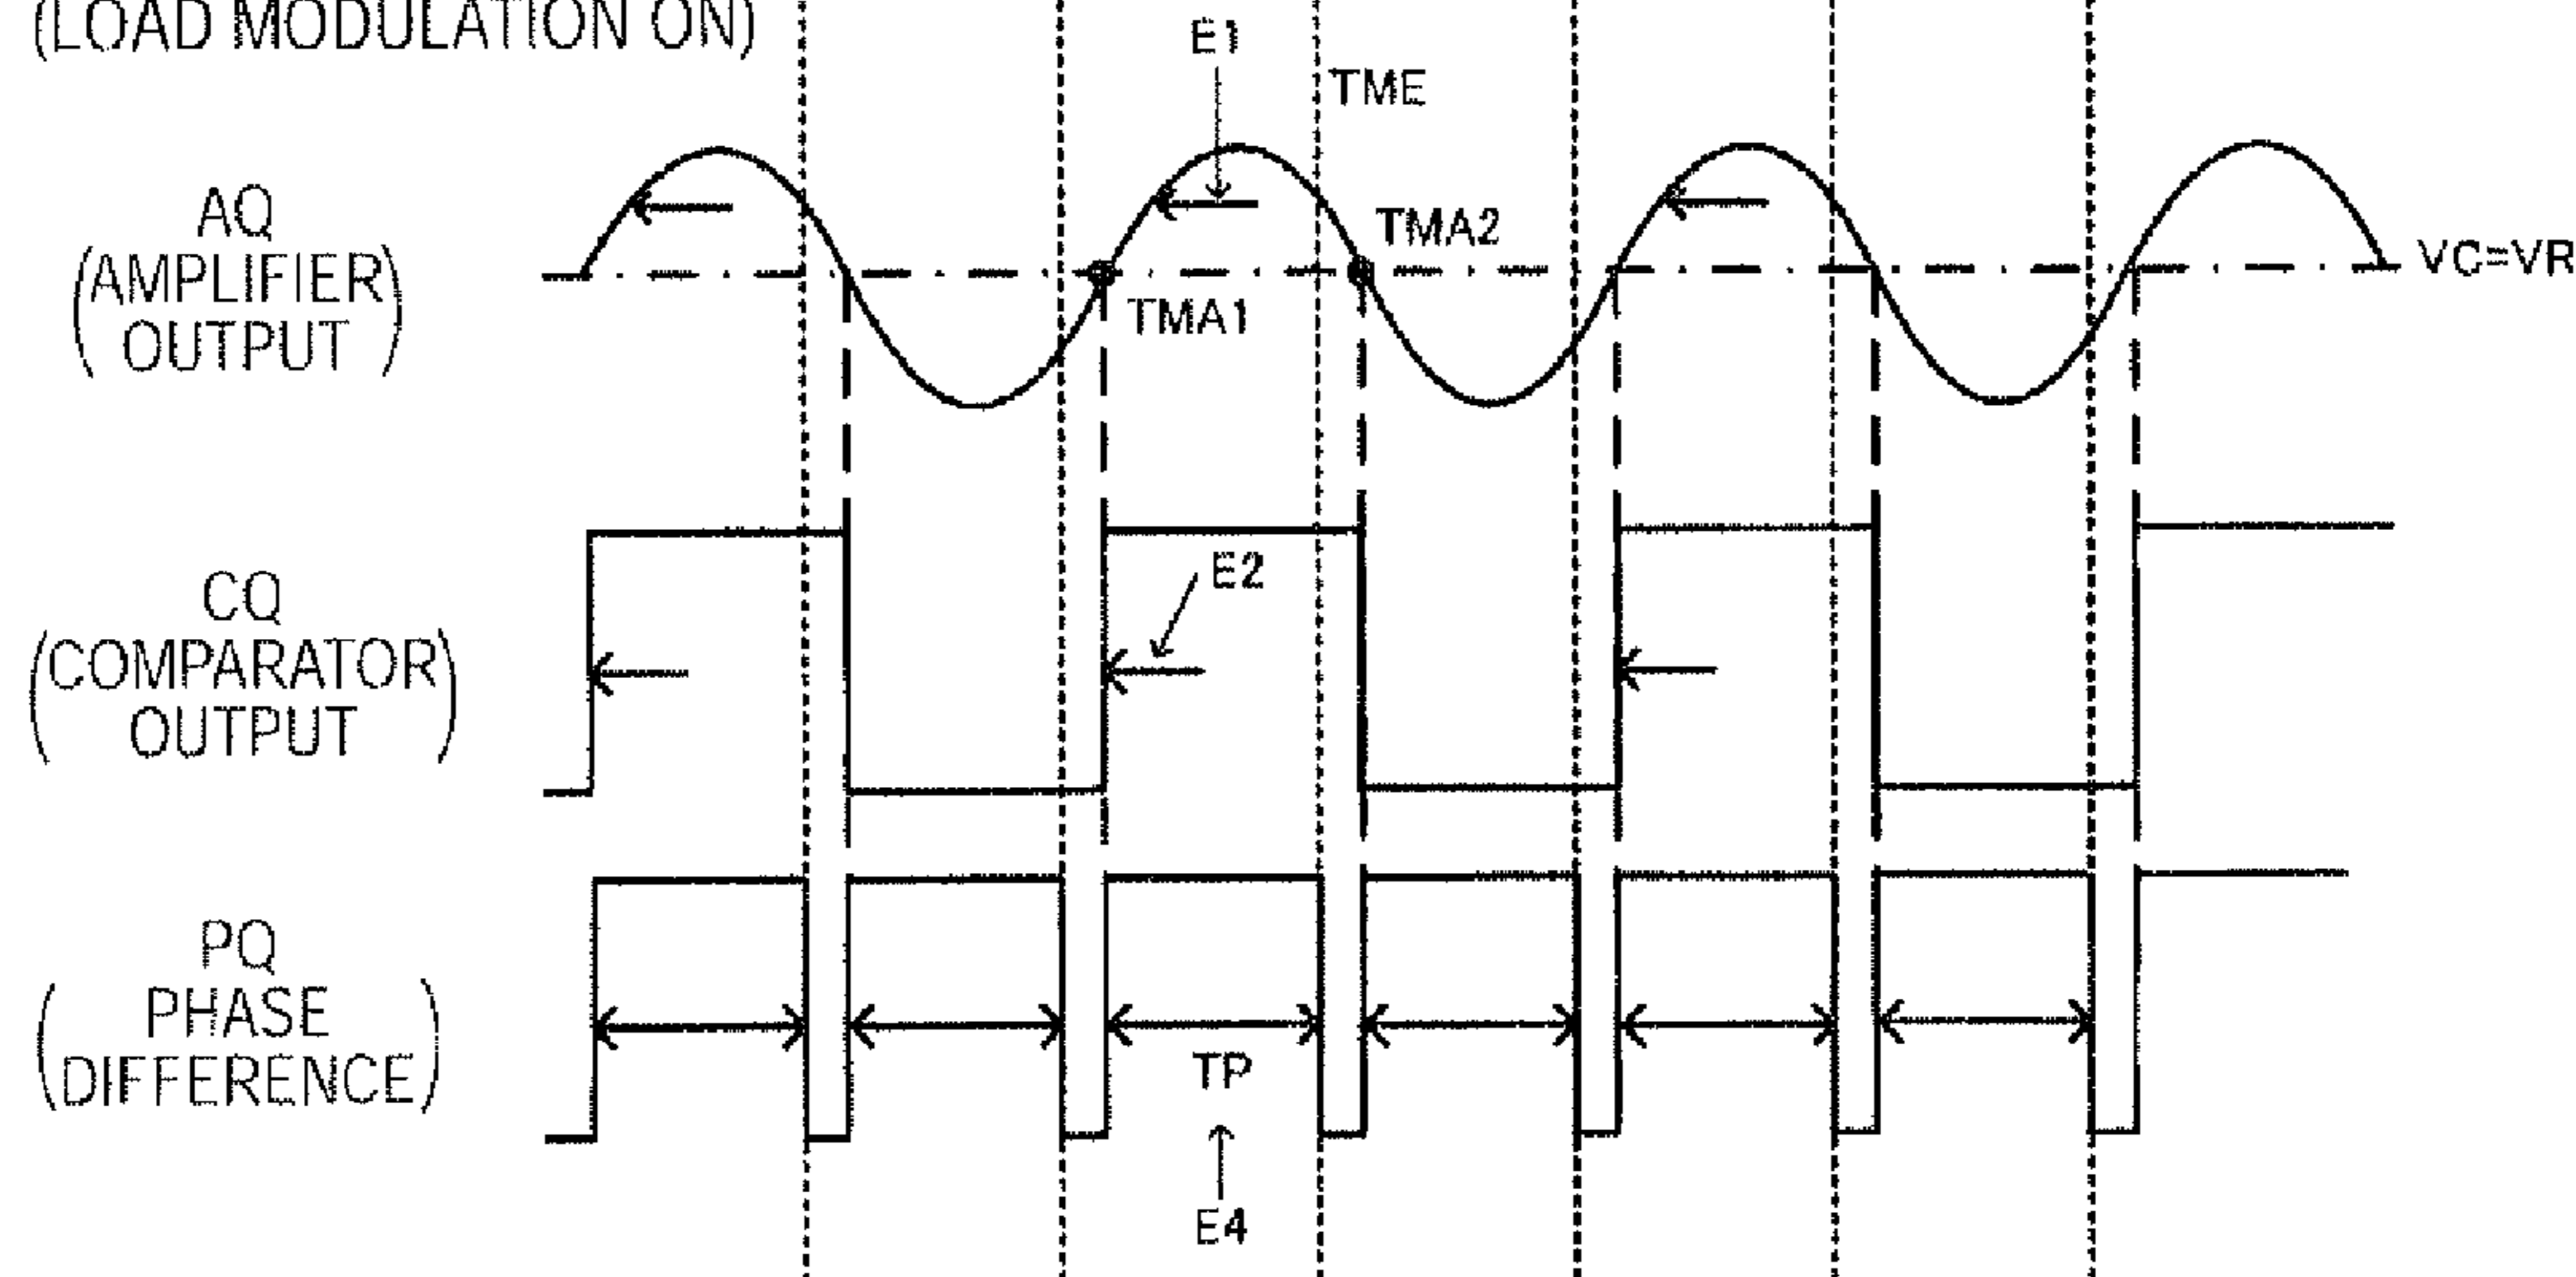 (LOAD MODULATION ON)
E1
TME
AQ
(AMPLIFIER
OUTPUT)
TMA2
TMA1
VC=VR
CQ
(COMPARATOR
OUTPUT)
E2
PQ
(PHASE
DIFFERENCE)
TP
E4